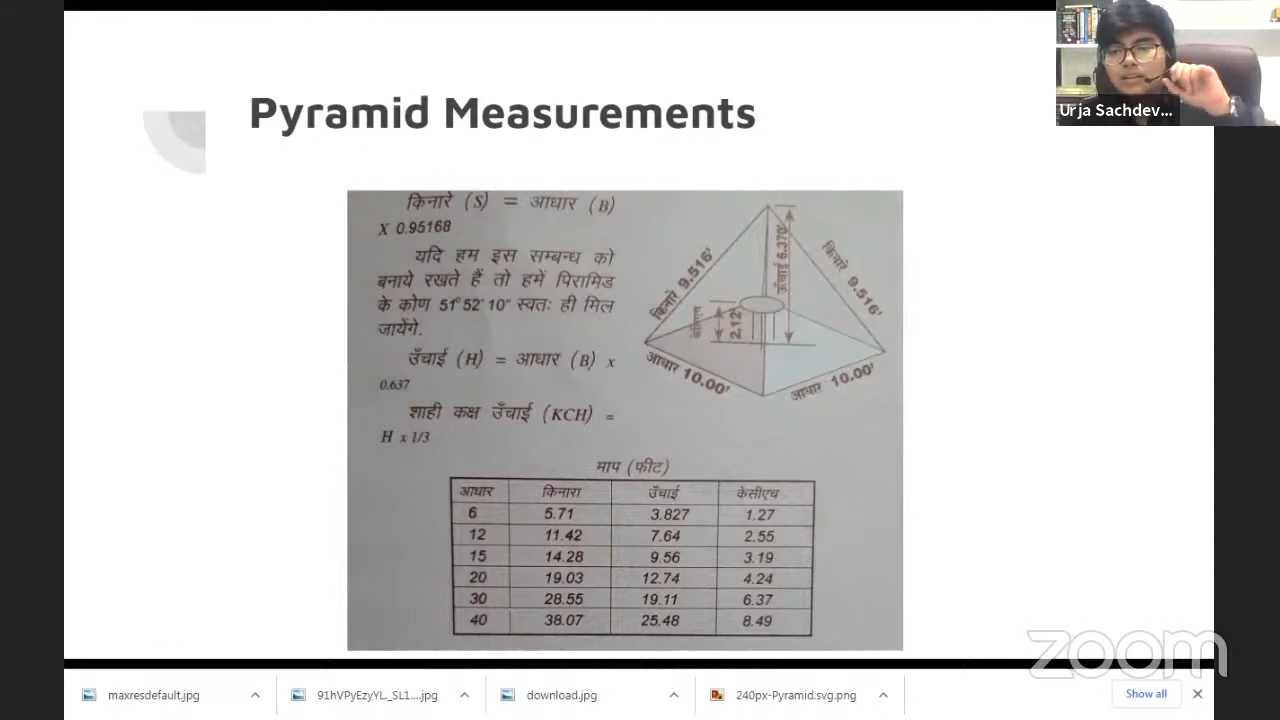 Pyramid Measurements
Urja Sachdev...
किनारे (S) = आधार (B)
X 0.95168
यदि हम इस सम्बन्ध को
बनाये रखते हैं तो हमें पिरामिड
के कोण 51° 52' 10" स्वतः ही मिल
जायेंगे.
उँचाई (H) = आधार (B) x
0.637
शाही कक्ष उँचाई (KCH) =
H x 1/3
किनारे 9.516'
ऊँचाई 6.370'
किनारे 9.516'
2.12'
आधार 10.00'
आधार 10.00'
माप (फीट)
आधार किनारा उँचाई केसीएच
6 5.71 3.827 1.27
12 11.42 7.64 2.55
15 14.28 9.56 3.19
20 19.03 12.74 4.24
30 28.55 19.11 6.37
40 38.07 25.48 8.49
zoom
maxresdefault.jpg 91hVPyEzyYL._SL1....jpg download.jpg 240px-Pyramid.svg.png Show all